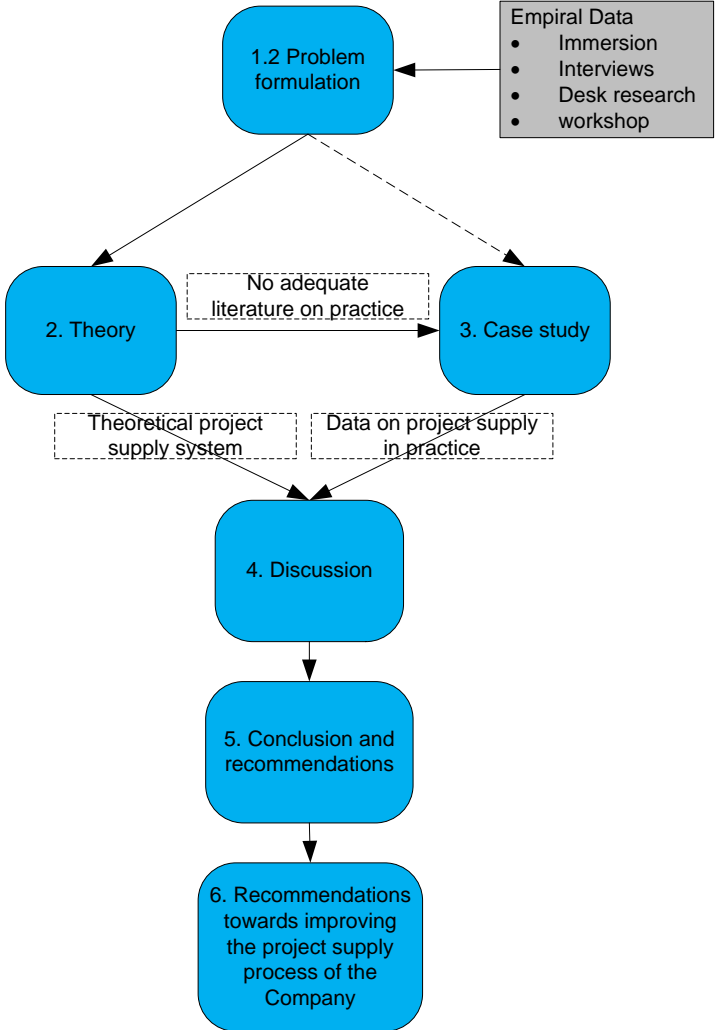 Empiral Data
• Immersion
• Interviews
• Desk research
• workshop
1.2 Problem
formulation
No adequate
literature on practice
2. Theory
3. Case study
Theoretical project
supply system
Data on project supply
in practice
4. Discussion
5. Conclusion and
recommendations
6. Recommendations
towards improving
the project supply
process of the
Company